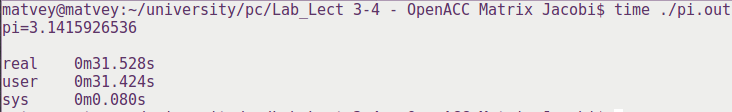 matvey@matvey:~/university/pc/Lab_Lect 3-4 - OpenACC Matrix Jacobi$ time ./pi.out
pi=3.1415926536
real 0m31.528s
user 0m31.424s
sys 0m0.080s